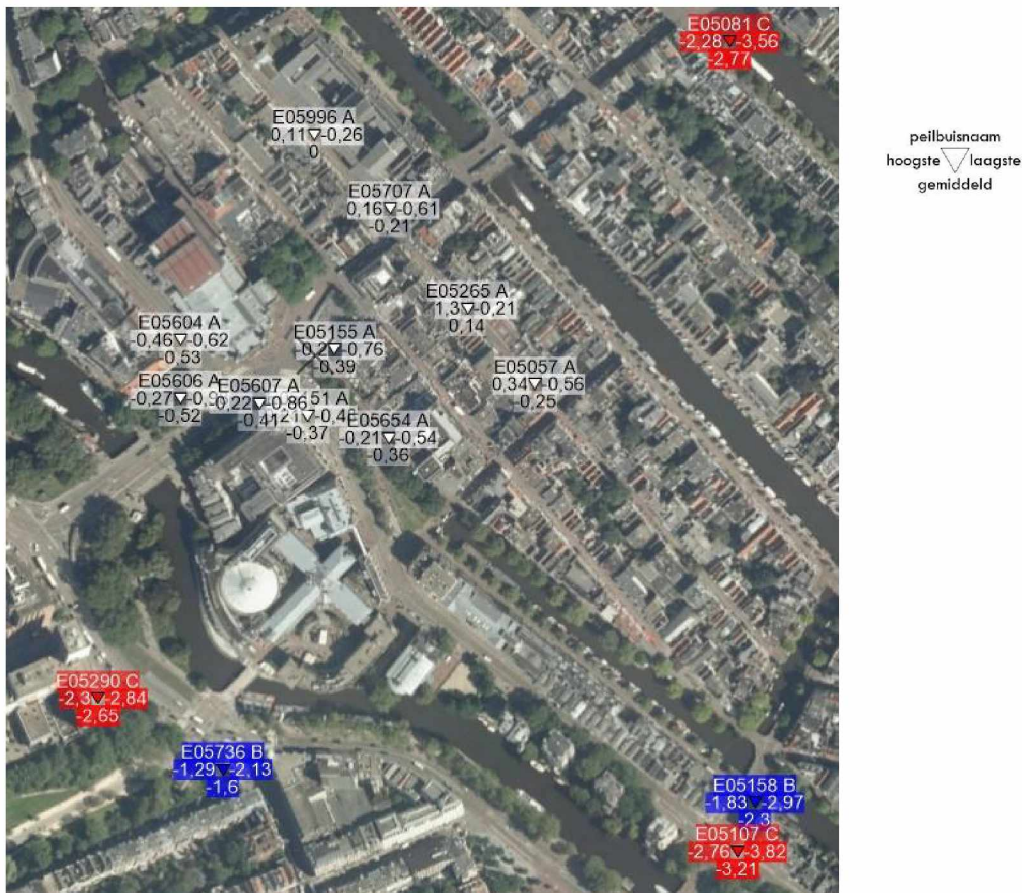 E05081 C
-2,28 -3,56
-2,77
E05996 A
0,11 -0,26
0
peilbuisnaam
hoogste laagste
gemiddeld
E05707 A
0,16 -0,61
-0,21
E05265 A
1,3 -0,21
0,14
E05604 A
-0,46 -0,62
-0,53
E05155 A
-0,76
-0,39
E05057 A
0,34 -0,56
-0,25
E05606 A
-0,27
-0,52
E05607 A
-0,22 -0,86
-0,41
51 A
-0,37
E05654 A
-0,21 -0,54
-0,36
E05290 C
-2,3 -2,84
-2,65
E05736 B
-1,29 -2,13
-1,6
E05158 B
-1,83 -2,97
-2,3
E05107 C
-2,76 -3,82
-3,21